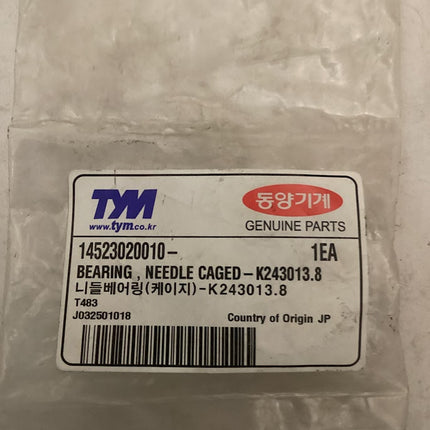 TYM
www.tym.co.kr
동양기계
GENUINE PARTS
14523020010-
1EA
BEARING , NEEDLE CAGED-K243013.8
니들베어링(케이지)-K243013.8
T483
J032501018
Country of Origin JP